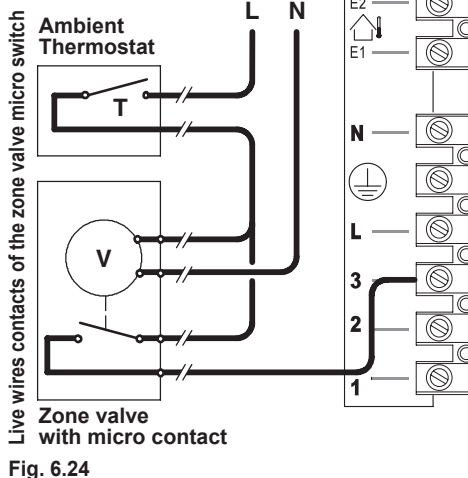 Live wires contacts of the zone valve micro switch
Ambient
Thermostat
T
L N
V
Zone valve
with micro contact
E2
E1
N
L
3
2
1
Fig. 6.24